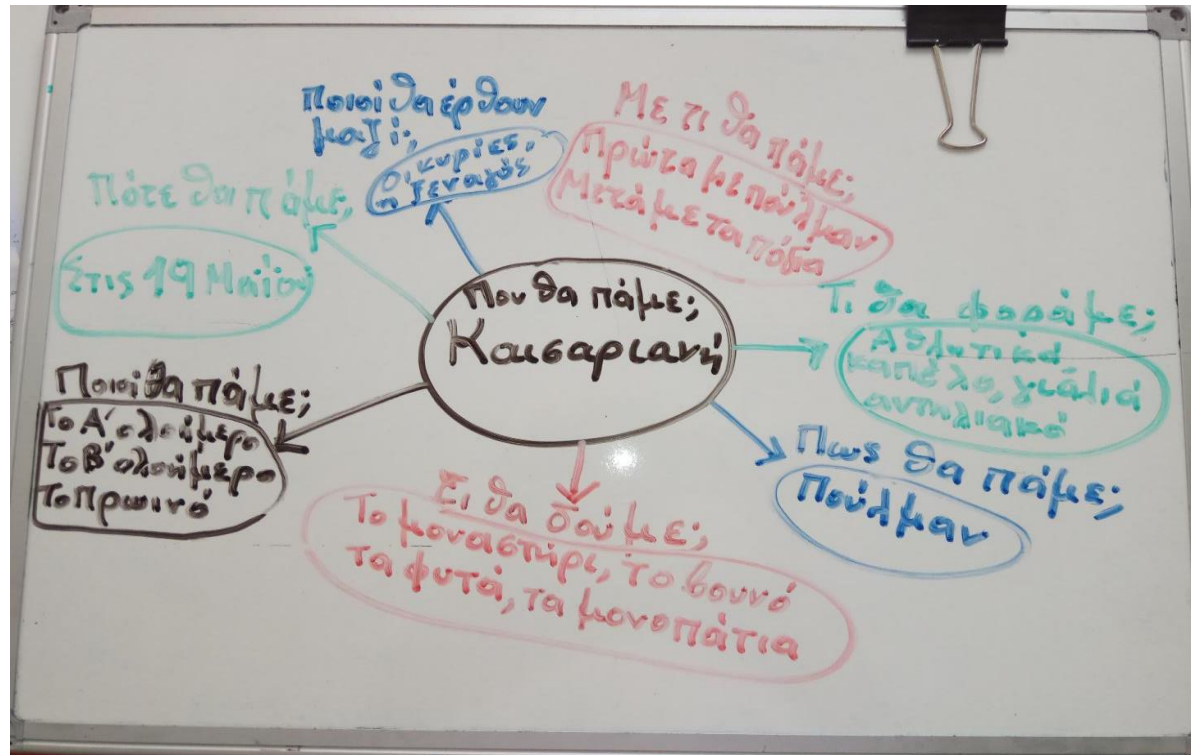 Ποιοί θα έρθουν
μαζί;
Οι κυρίες,
η ξεναγός
Με τι θα πάμε;
Πρώτα με πούλμαν
Μετά με τα πόδια
Πότε θα πάμε;
Στις 19 Μαΐου
Που θα πάμε;
Καισαριανή
Τι θα φοράμε;
Αθλητικά
καπέλο, γυαλιά
αντηλιακό
Ποιοί θα πάμε;
Το Α' ολοήμερο
Το Β' ολοήμερο
Το Πρωινό
Πως θα πάμε;
Πούλμαν
Τι θα δούμε;
Το μοναστήρι, το βουνό
τα φυτά, τα μονοπάτια